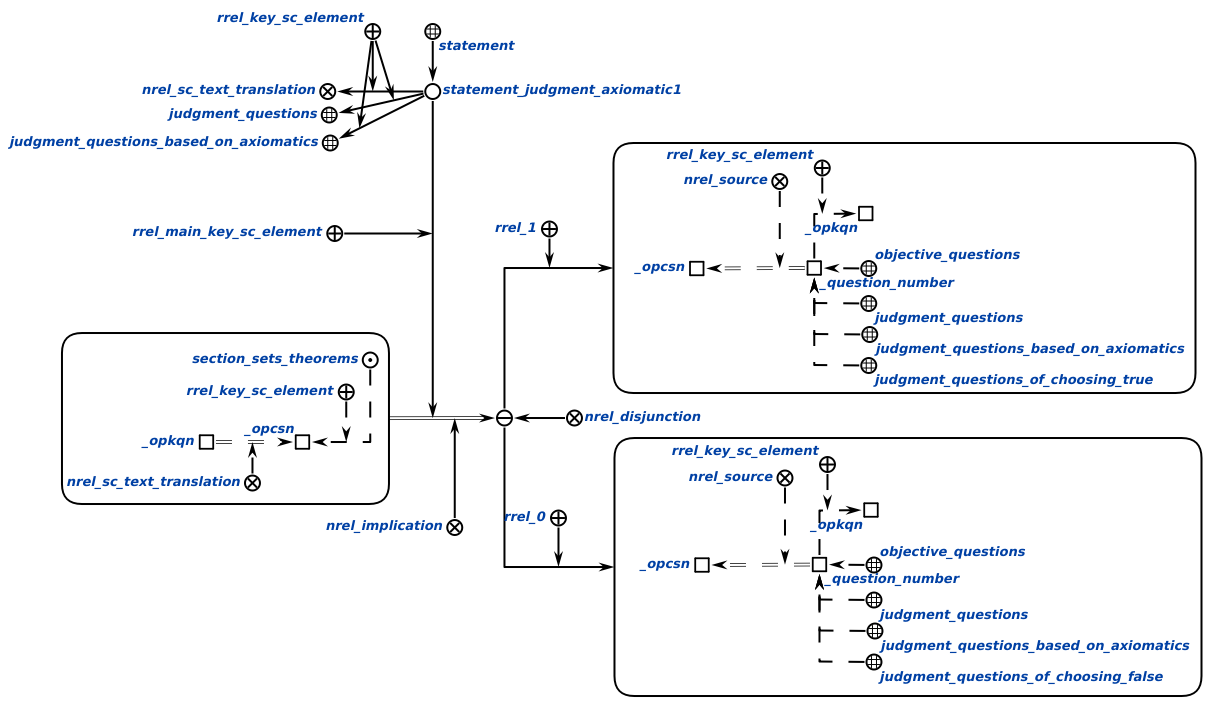 rrel_key_sc_element
statement
nrel_sc_text_translation
statement_judgment_axiomatic1
judgment_questions
judgment_questions_based_on_axiomatics
rrel_main_key_sc_element
rrel_1
rrel_key_sc_element
nrel_source
_opkqn
_opcsn
objective_questions
_question_number
judgment_questions
judgment_questions_based_on_axiomatics
judgment_questions_of_choosing_true
section_sets_theorems
rrel_key_sc_element
_opcsn
_opkqn
nrel_sc_text_translation
nrel_disjunction
nrel_implication
rrel_0
rrel_key_sc_element
nrel_source
_opkqn
_opcsn
objective_questions
_question_number
judgment_questions
judgment_questions_based_on_axiomatics
judgment_questions_of_choosing_false